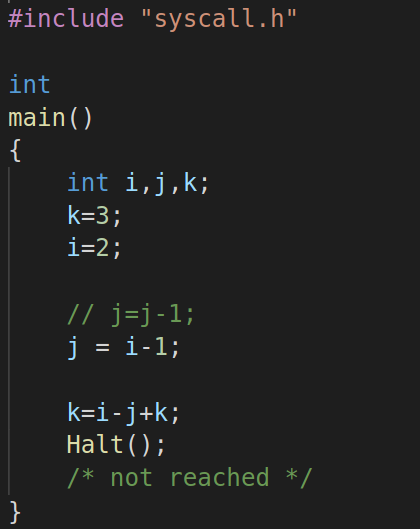 #include "syscall.h"
int
main()
{
int i,j,k;
k=3;
i=2;
// j=j-1;
j = i-1;
k=i-j+k;
Halt();
/* not reached */
}